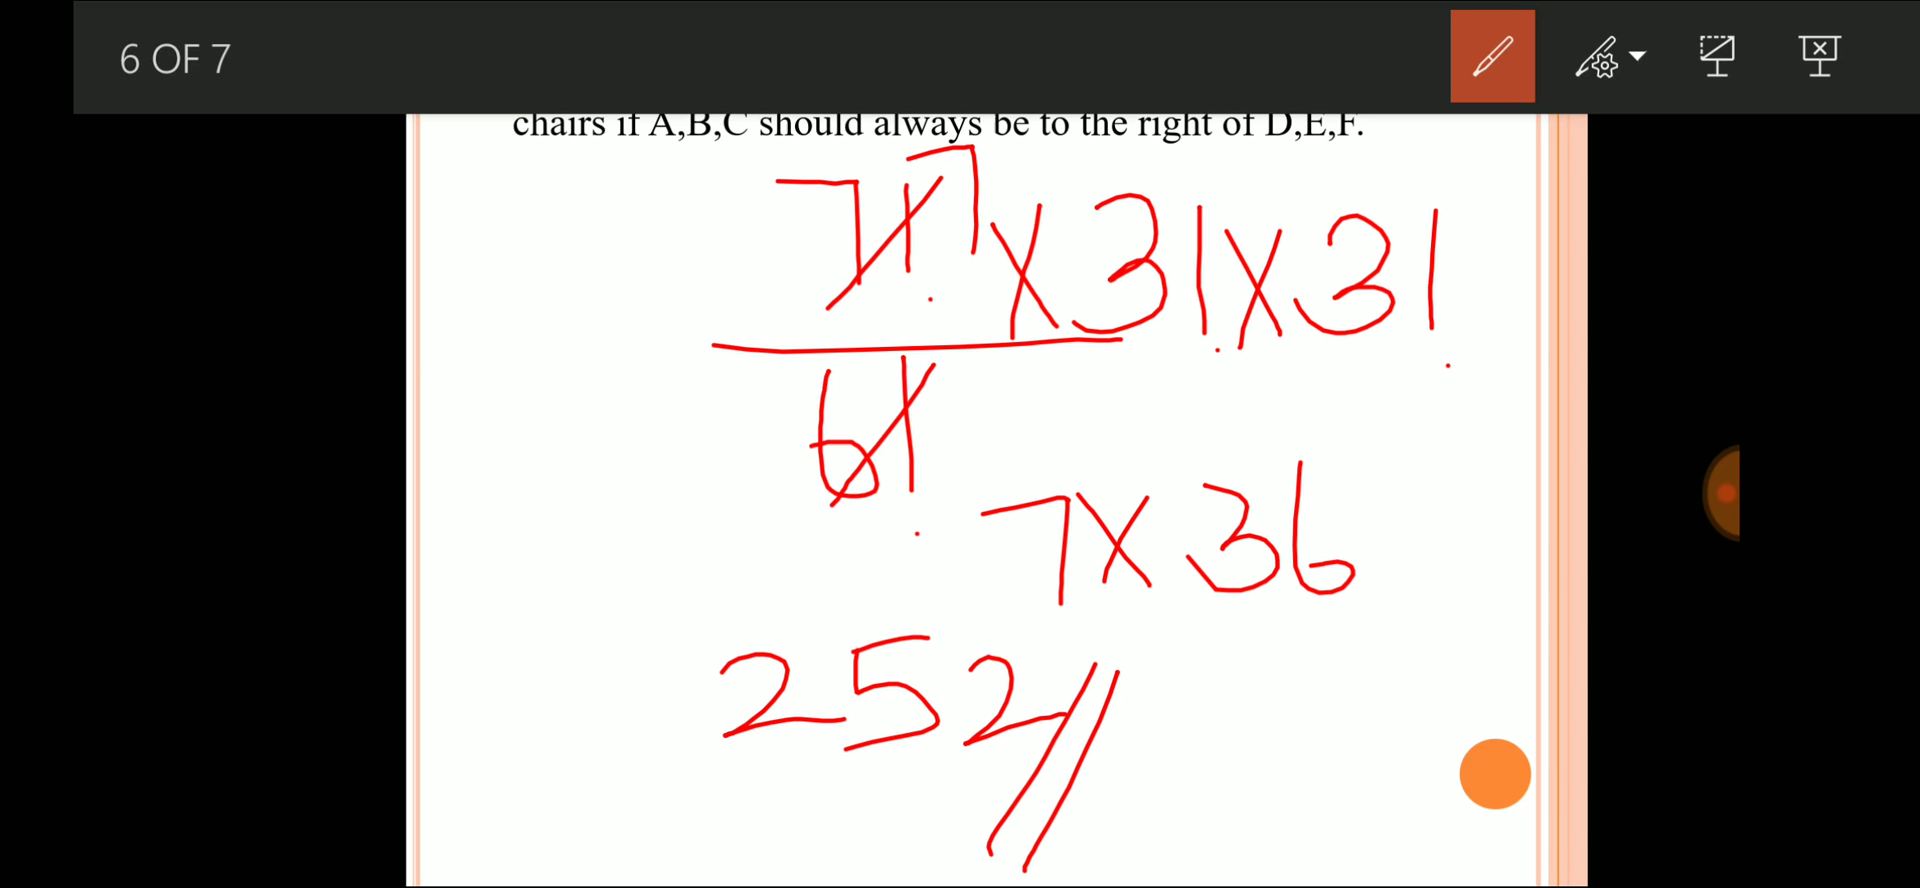 6 OF 7
chairs if A,B,C should always be to the right of D,E,F.
7! 7 x 3! x 3!
6!
7 x 36
252//